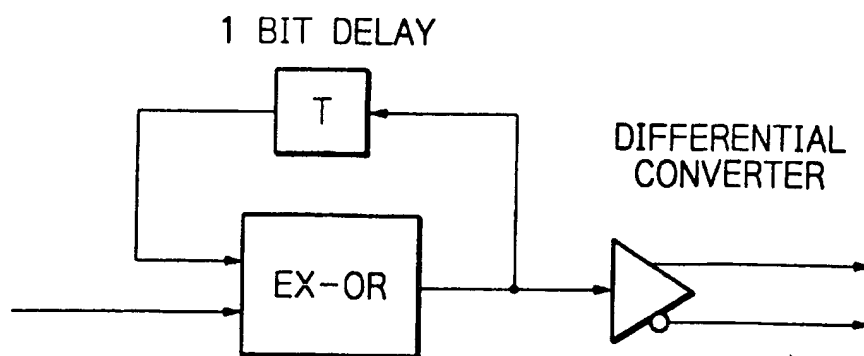 1 BIT DELAY
T
DIFFERENTIAL
CONVERTER
EX-OR